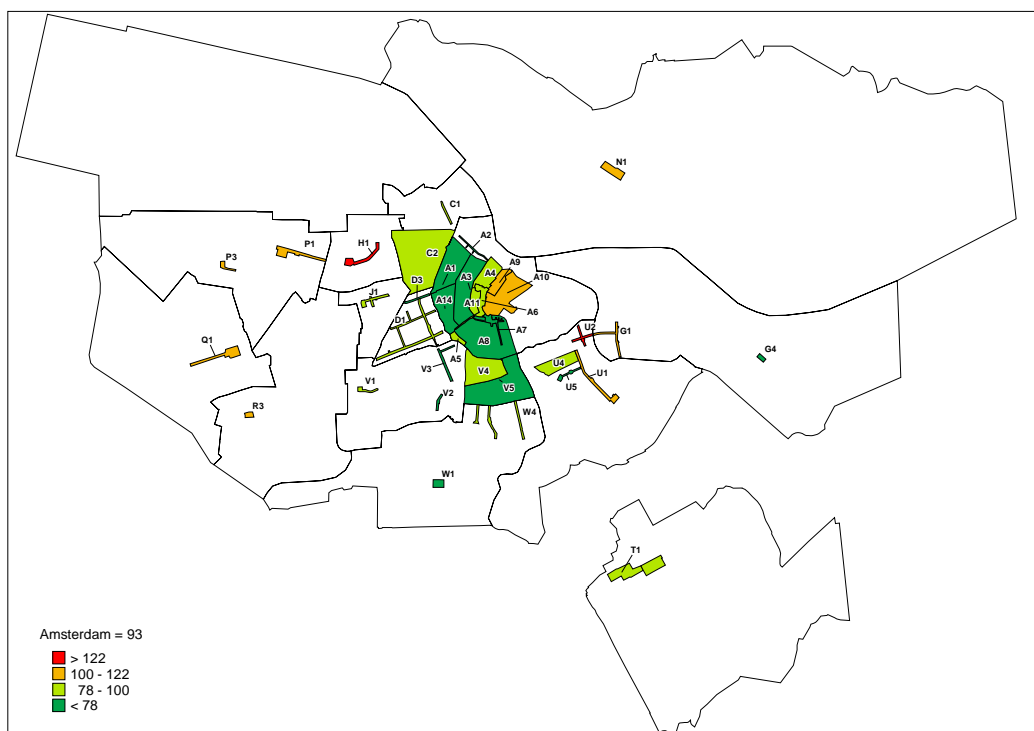 N1
C1
A2
P1
H1
C2
P3
A9
A1
A4
A10
A3
D3
J1
A14
A11
A6
D1
U2
G1
A7
A8
Q1
A5
G4
V3
V4
U4
U1
V5
U5
V1
V2
R3
W4
W1
T1
Amsterdam = 93
> 122
100 - 122
78 - 100
< 78